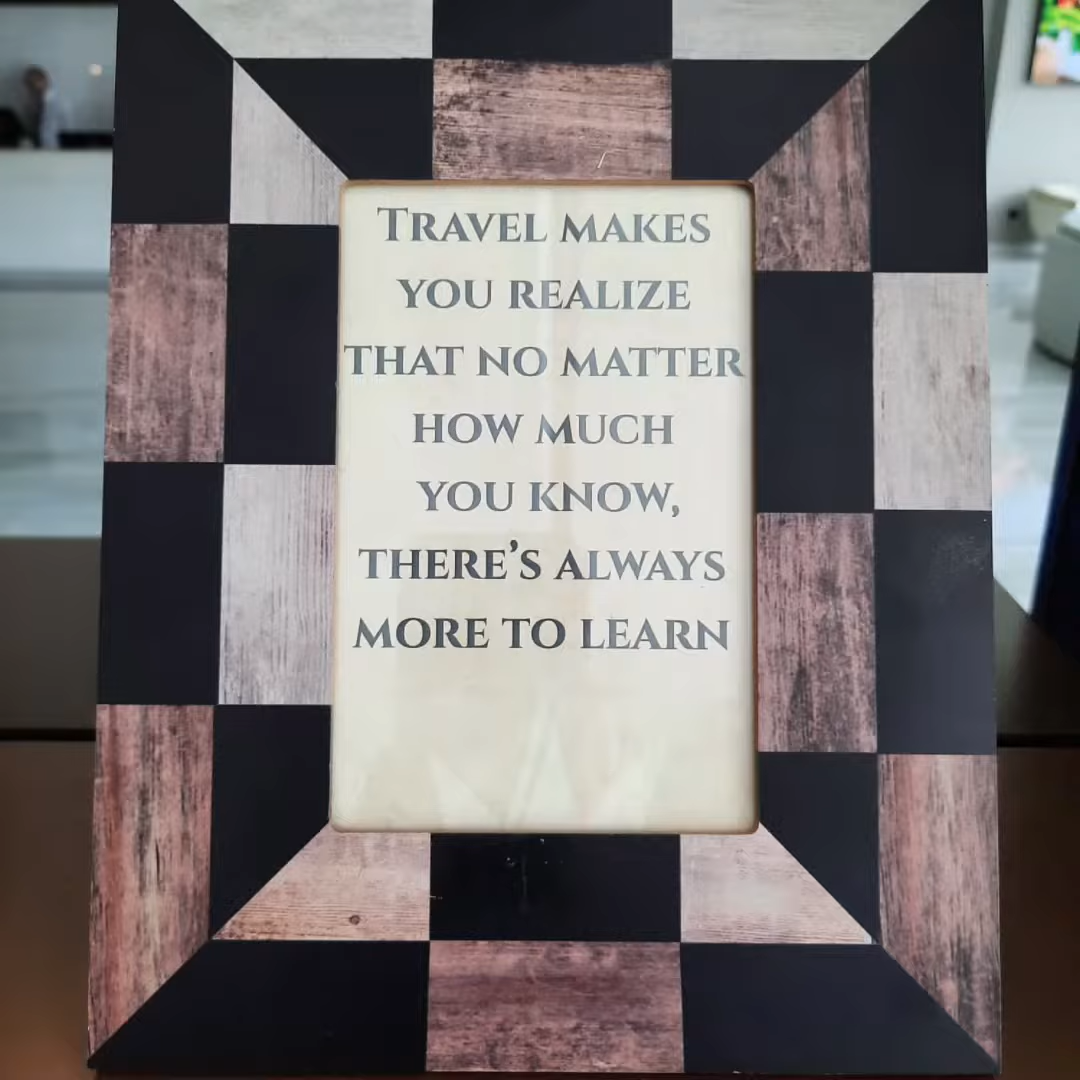 Travel makes
you realize
that no matter
how much
you know,
there’s always
more to learn